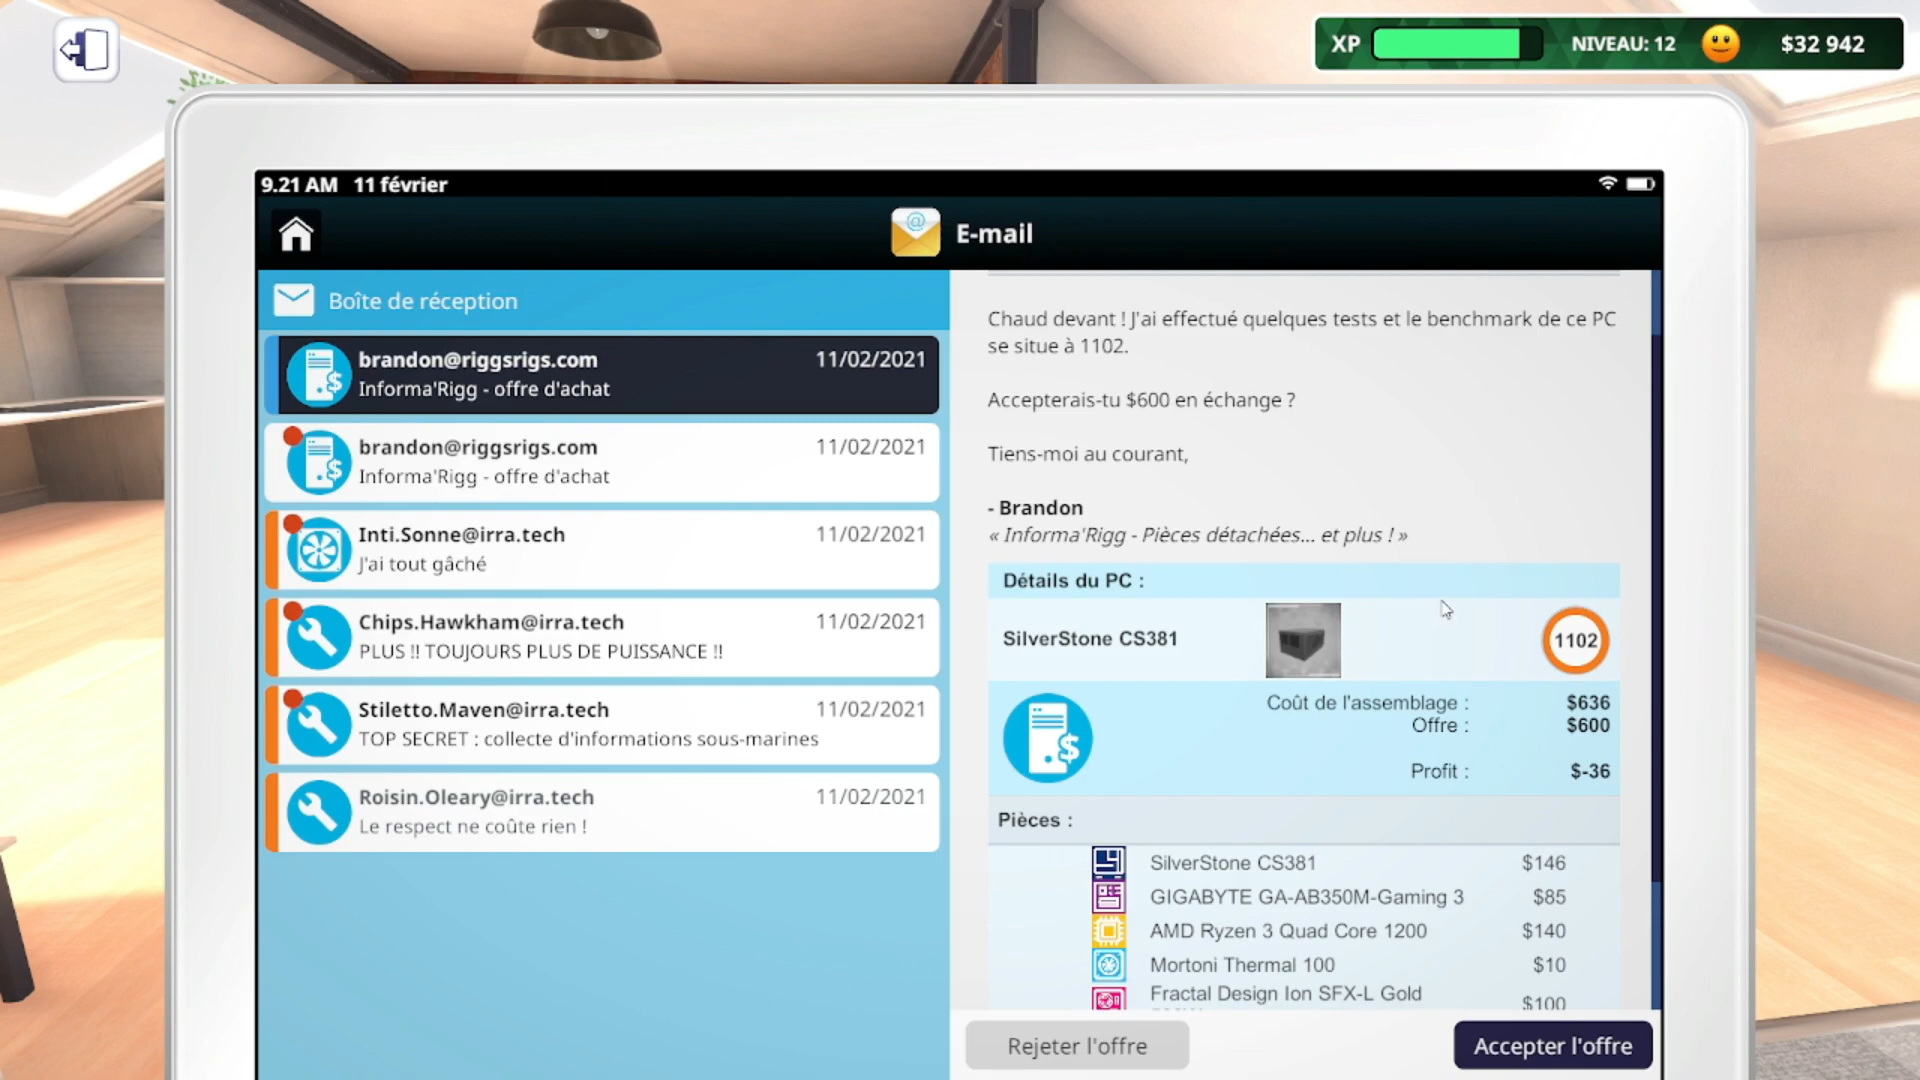 XP
NIVEAU: 12
$32 942
9.21 AM 11 février
E-mail
Boîte de réception
brandon@riggsrigs.com 11/02/2021
Informa'Rigg - offre d'achat
brandon@riggsrigs.com 11/02/2021
Informa'Rigg - offre d'achat
Inti.Sonne@irra.tech 11/02/2021
J'ai tout gâché
Chips.Hawkham@irra.tech 11/02/2021
PLUS !! TOUJOURS PLUS DE PUISSANCE !!
Stiletto.Maven@irra.tech 11/02/2021
TOP SECRET : collecte d'informations sous-marines
Roisin.Oleary@irra.tech 11/02/2021
Le respect ne coûte rien !
Chaud devant ! J'ai effectué quelques tests et le benchmark de ce PC
se situe à 1102.
Accepterais-tu $600 en échange ?
Tiens-moi au courant,
- Brandon
« Informa'Rigg - Pièces détachées... et plus ! »
Détails du PC :
SilverStone CS381
1102
Coût de l'assemblage : $636
Offre : $600
Profit : $-36
Pièces :
SilverStone CS381 $146
GIGABYTE GA-AB350M-Gaming 3 $85
AMD Ryzen 3 Quad Core 1200 $140
Mortoni Thermal 100 $10
Fractal Design Ion SFX-L Gold $100
Rejeter l'offre
Accepter l'offre